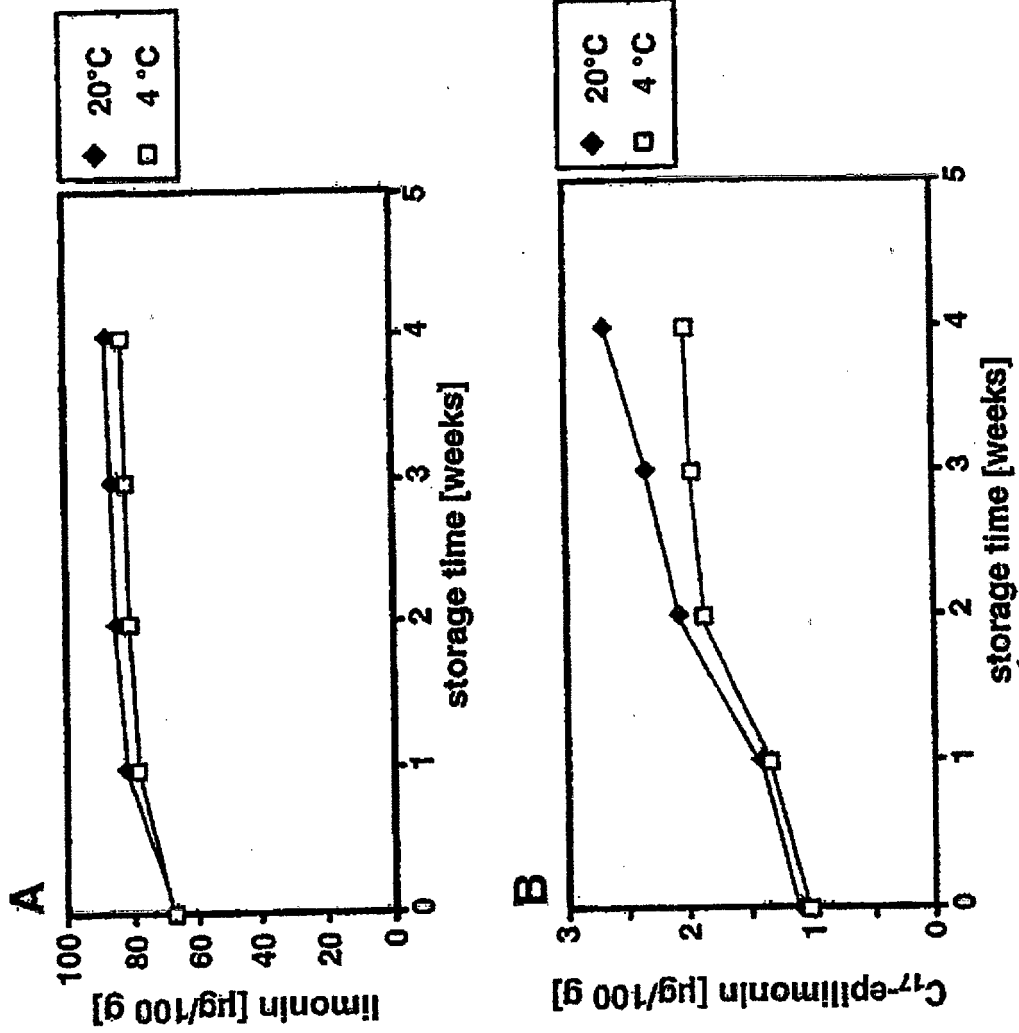 A
limonin [µg/100 g]
100
80
60
40
20
0
0 1 2 3 4 5
storage time [weeks]
20°C
4 °C
B
C₁₇-epilimonin [µg/100 g]
3
2
1
0
0 1 2 3 4 5
storage time [weeks]
20°C
4 °C